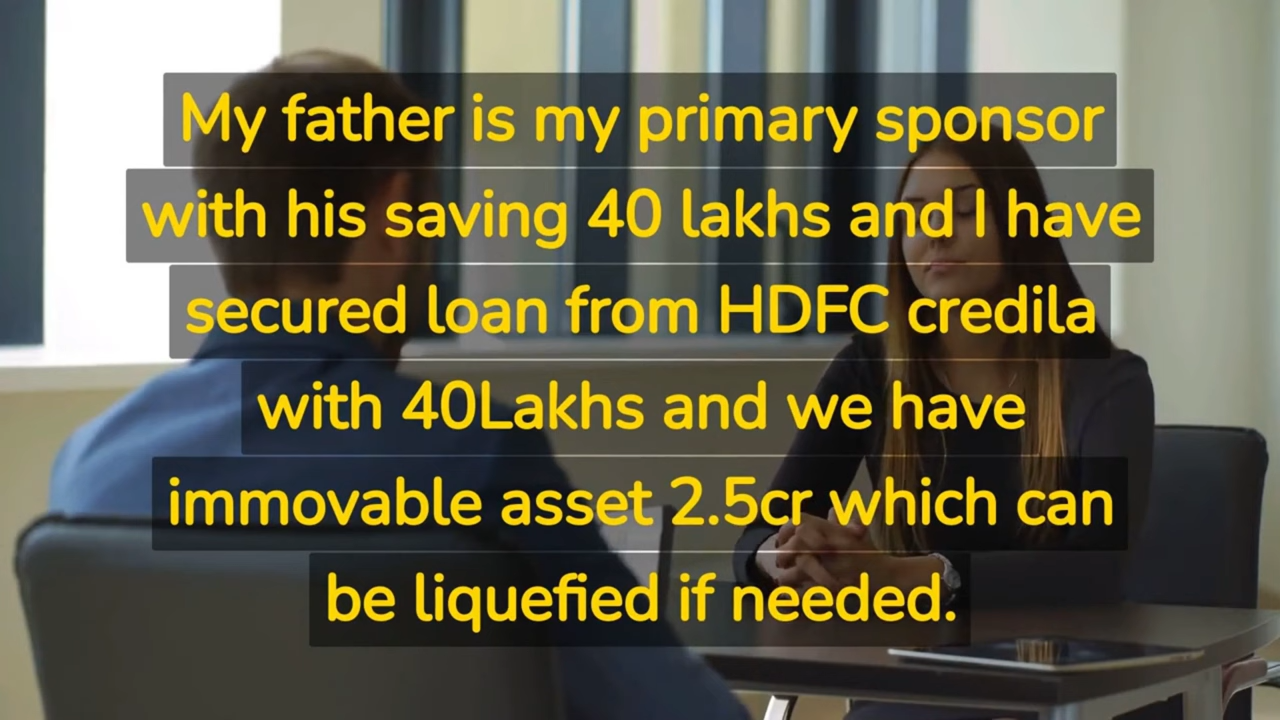 My father is my primary sponsor
with his saving 40 lakhs and I have
secured loan from HDFC credila
with 40Lakhs and we have
immovable asset 2.5cr which can
be liquefied if needed.